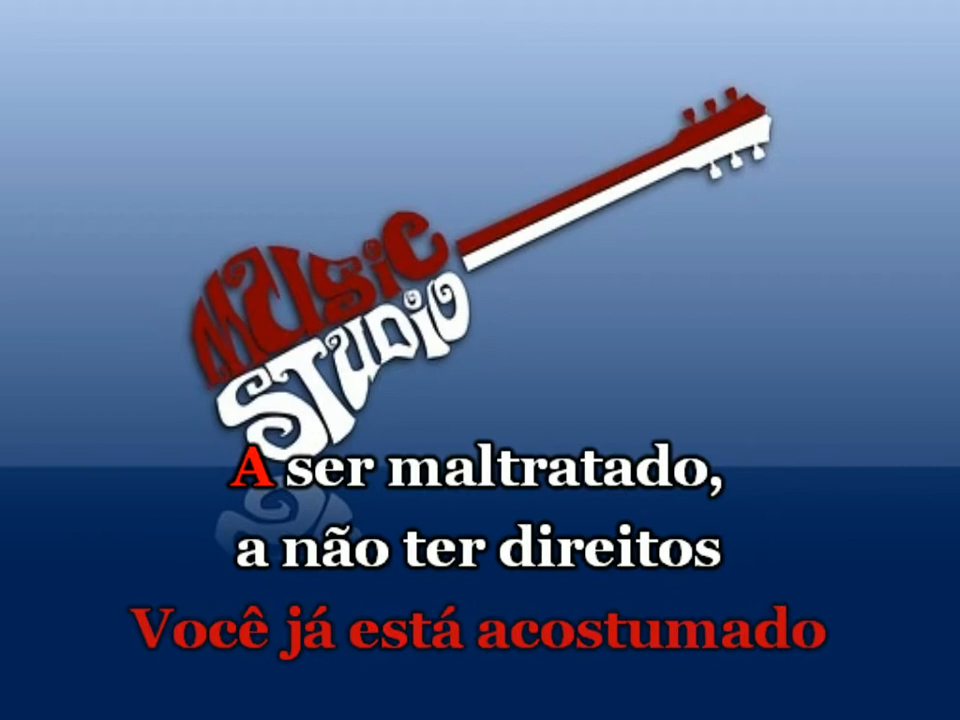 Music
Studio
A ser maltratado,
a não ter direitos
Você já está acostumado